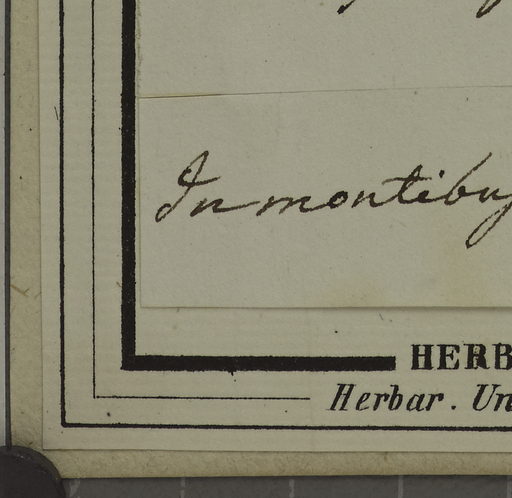 In montibus
HERB
Herbar. Un